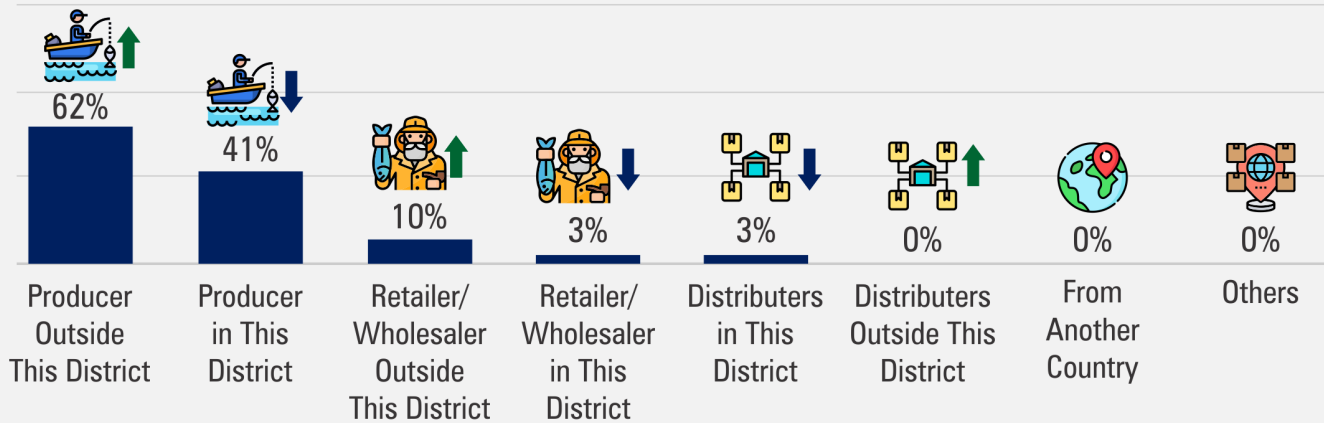 62%
41%
10%
3%
3%
0%
0%
0%
Producer
Outside
This District
Producer
in This
District
Retailer/
Wholesaler
Outside
This District
Retailer/
Wholesaler
in This
District
Distributers
in This
District
Distributers
Outside This
District
From
Another
Country
Others